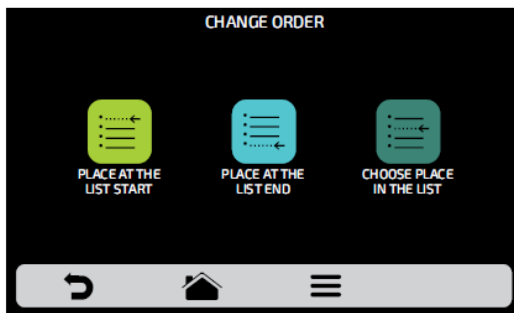 CHANGE ORDER
PLACE AT THE
LIST START
PLACE AT THE
LIST END
CHOOSE PLACE
IN THE LIST